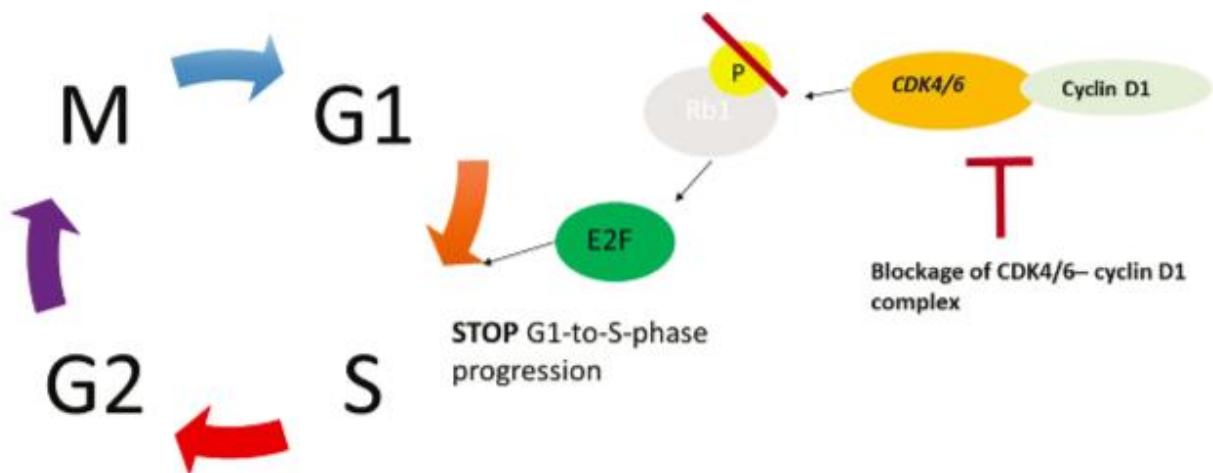 M
G1
P
Rb1
CDK4/6
Cyclin D1
E2F
Blockage of CDK4/6– cyclin D1
complex
STOP G1-to-S-phase
progression
G2
S